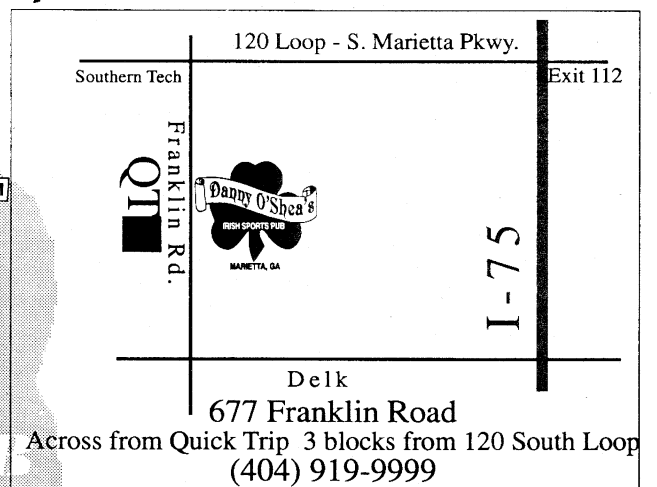 120 Loop - S. Marietta Pkwy.
Southern Tech
Exit 112
Franklin Rd.
QT
Danny O'Shea's
IRISH SPORTS PUB
MARIETTA, GA
I-75
Delk
677 Franklin Road
Across from Quick Trip 3 blocks from 120 South Loop
(404) 919-9999